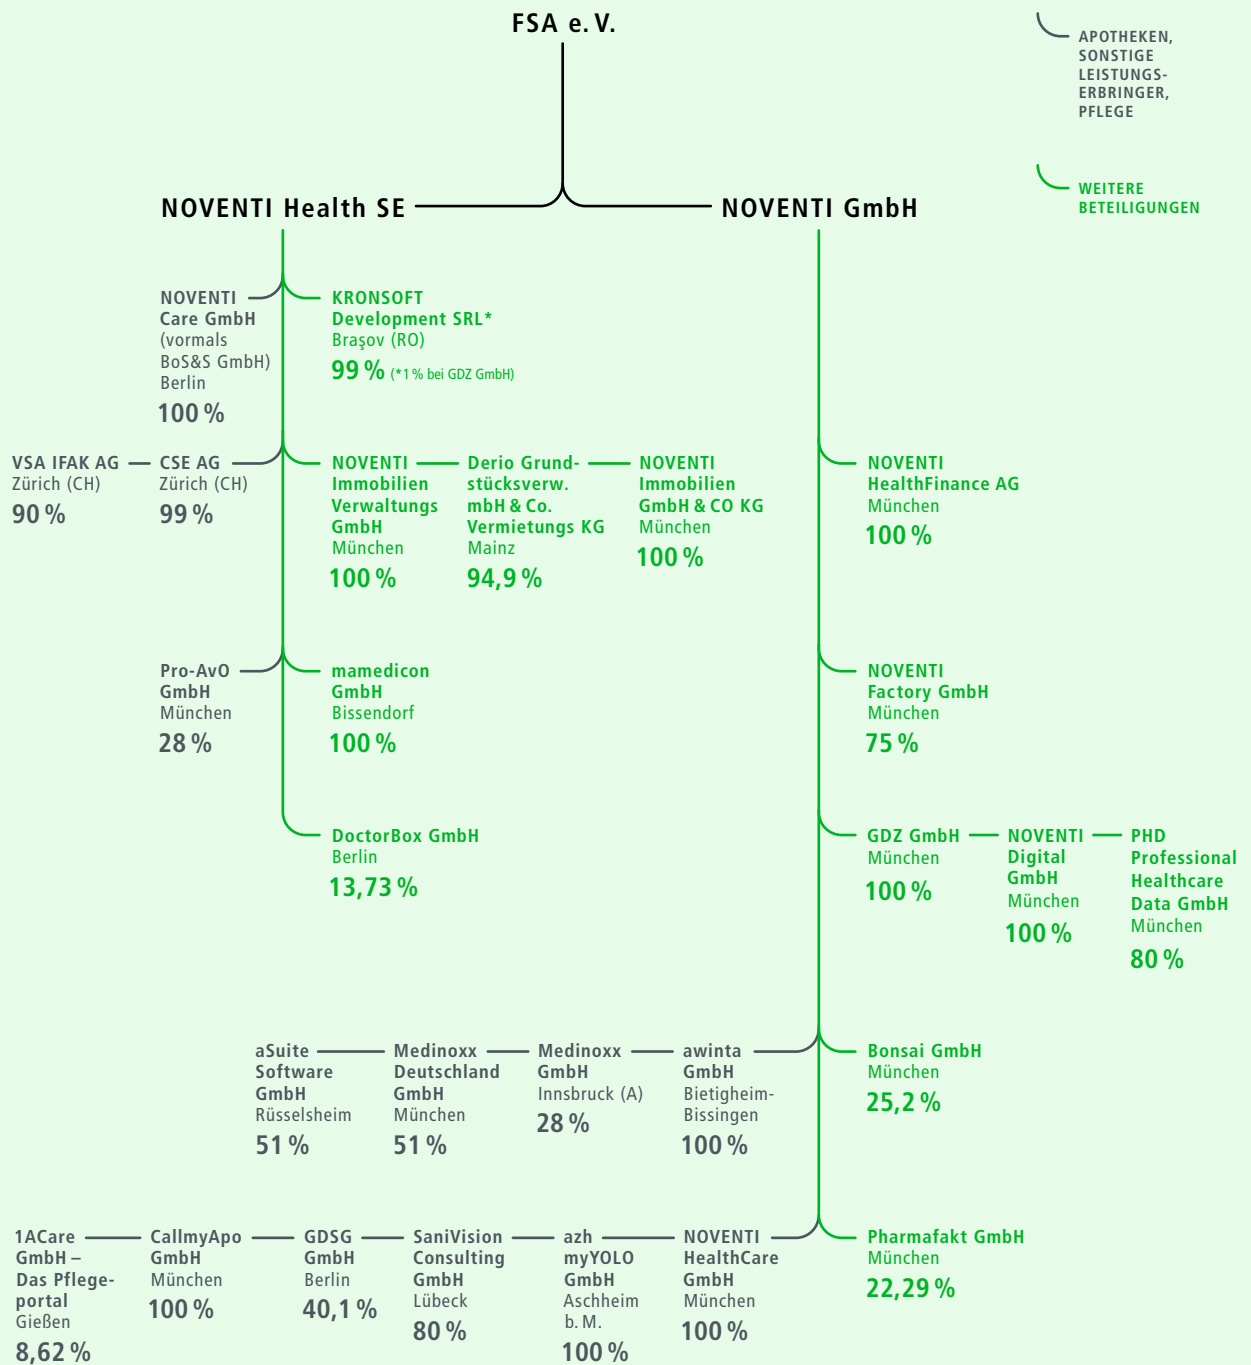 FSA e. V.
APOTHEKEN,
SONSTIGE
LEISTUNGS-
ERBRINGER,
PFLEGE
WEITERE
BETEILIGUNGEN
NOVENTI Health SE
NOVENTI GmbH
NOVENTI
Care GmbH
(vormals
BoS&S GmbH)
Berlin
100 %
KRONSOFT
Development SRL*
Braşov (RO)
99 % (*1 % bei GDZ GmbH)
VSA IFAK AG
Zürich (CH)
90 %
CSE AG
Zürich (CH)
99 %
NOVENTI
Immobilien
Verwaltungs
GmbH
München
100 %
Derio Grund-
stücksverw.
mbH & Co.
Vermietungs KG
Mainz
94,9 %
NOVENTI
Immobilien
GmbH & CO KG
München
100 %
NOVENTI
HealthFinance AG
München
100 %
Pro-AvO
GmbH
München
28 %
mamedicon
GmbH
Bissendorf
100 %
NOVENTI
Factory GmbH
München
75 %
DoctorBox GmbH
Berlin
13,73 %
GDZ GmbH
München
100 %
NOVENTI
Digital
GmbH
München
100 %
PHD
Professional
Healthcare
Data GmbH
München
80 %
aSuite
Software
GmbH
Rüsselsheim
51 %
Medinoxx
Deutschland
GmbH
München
51 %
Medinoxx
GmbH
Innsbruck (A)
28 %
awinta
GmbH
Bietigheim-
Bissingen
100 %
Bonsai GmbH
München
25,2 %
1ACare
GmbH –
Das Pflege-
portal
Gießen
8,62 %
CallmyApo
GmbH
München
100 %
GDSG
GmbH
Berlin
40,1 %
SaniVision
Consulting
GmbH
Lübeck
80 %
azh
myYOLO
GmbH
Aschheim
b. M.
100 %
NOVENTI
HealthCare
GmbH
München
100 %
Pharmafakt GmbH
München
22,29 %